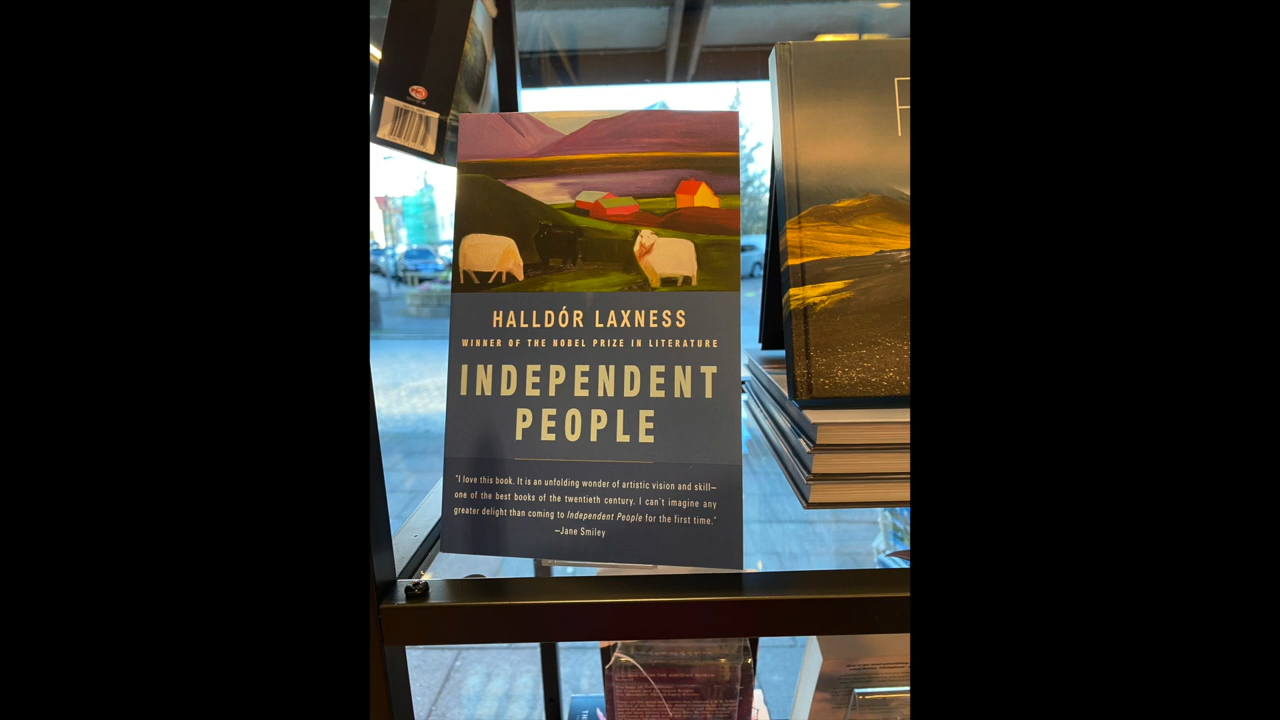 HALLDÓR LAXNESS
WINNER OF THE NOBEL PRIZE IN LITERATURE
INDEPENDENT
PEOPLE
"I love this book. It is an unfolding wonder of artistic vision and skill—
one of the best books of the twentieth century. I can't imagine any
greater delight than coming to Independent People for the first time."
—Jane Smiley
F